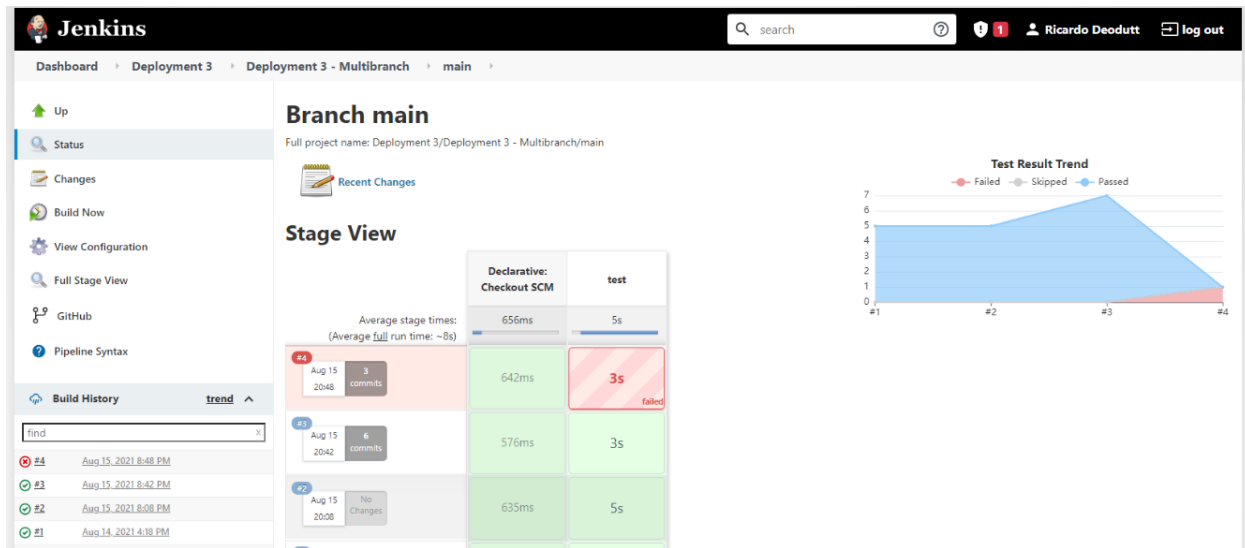 Jenkins
search
1
Ricardo Deodutt
log out
Dashboard
Deployment 3
Deployment 3 - Multibranch
main
Up
Status
Changes
Build Now
View Configuration
Full Stage View
GitHub
Pipeline Syntax
Build History
trend
find
x
#4 Aug 15, 2021 8:48 PM
#3 Aug 15, 2021 8:42 PM
#2 Aug 15, 2021 8:08 PM
#1 Aug 14, 2021 4:18 PM
Branch main
Full project name: Deployment 3/Deployment 3 - Multibranch/main
Recent Changes
Stage View
Declarative:
Checkout SCM
test
Average stage times:
(Average full run time: ~8s)
656ms
5s
#4
Aug 15
20:48
3
commits
642ms
3s
failed
#3
Aug 15
20:42
6
commits
576ms
3s
#2
Aug 15
20:08
No
Changes
635ms
5s
Test Result Trend
Failed Skipped Passed
7
6
5
4
3
2
1
0
#1 #2 #3 #4